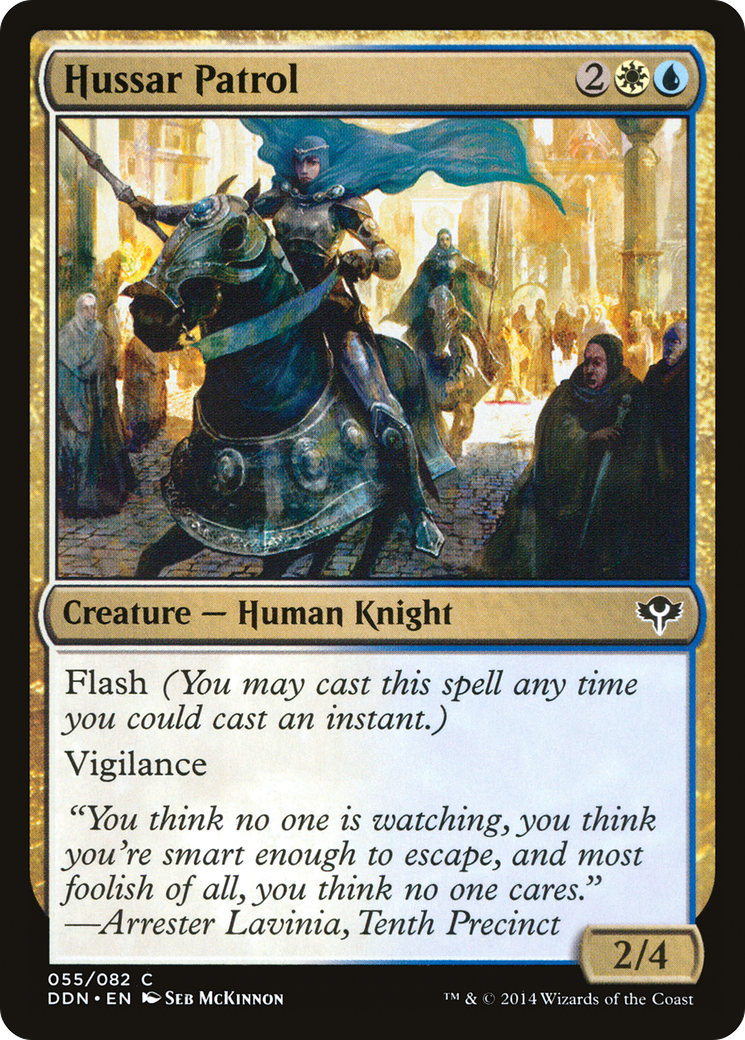 Hussar Patrol 2
Creature — Human Knight
Flash (You may cast this spell any time
you could cast an instant.)
Vigilance
“You think no one is watching, you think
you’re smart enough to escape, and most
foolish of all, you think no one cares.”
—Arrester Lavinia, Tenth Precinct
2/4
055/082 C
DDN • EN Seb McKinnon
™ & © 2014 Wizards of the Coast